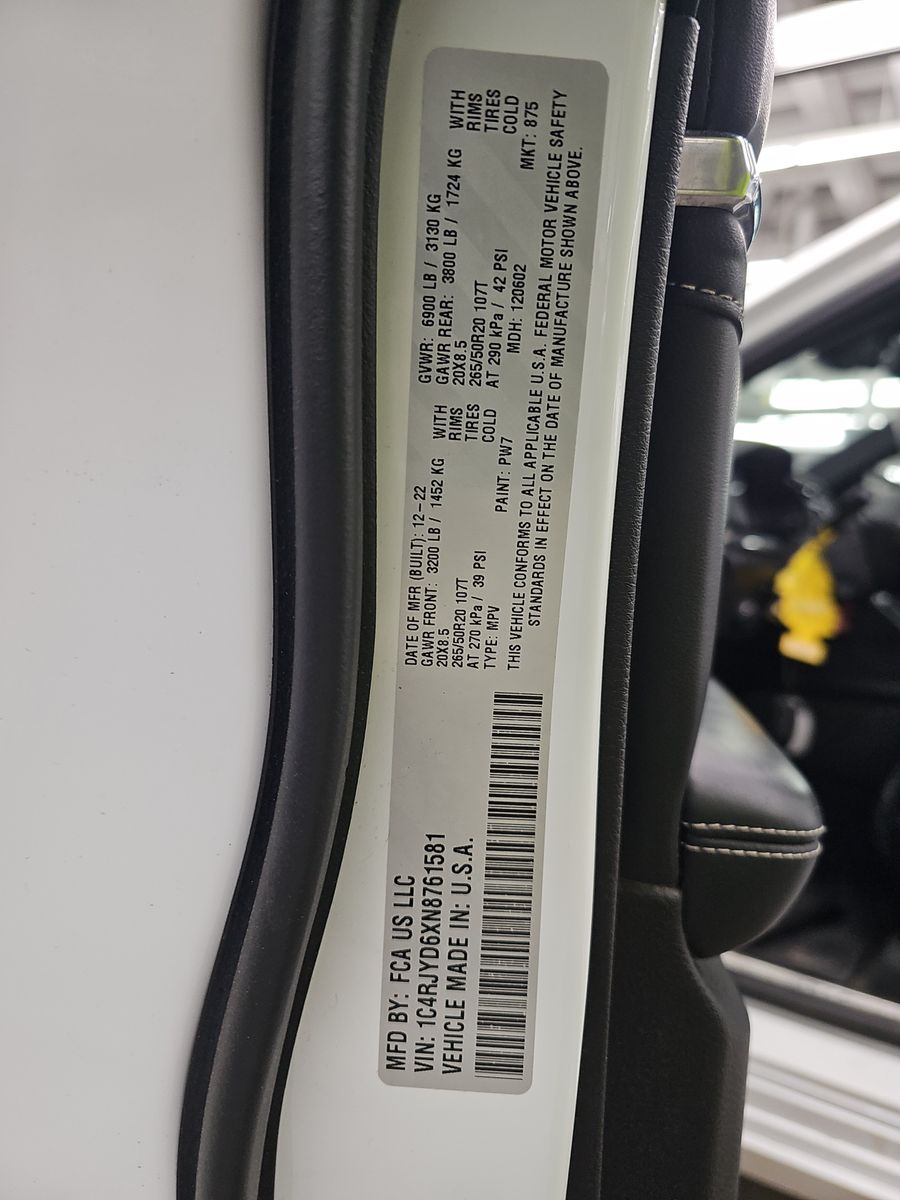 MFD BY: FCA US LLC
VIN: 1C4RJYD6XN8761581
VEHICLE MADE IN: U.S.A.
DATE OF MFR (BUILT): 12-22 GVWR: 6900 LB / 3130 KG
GAWR FRONT: 3200 LB / 1452 KG WITH GAWR REAR: 3800 LB / 1724 KG WITH
20X8.5 RIMS 20X8.5 RIMS
265/50R20 107T TIRES 265/50R20 107T TIRES
AT 270 kPa / 39 PSI COLD AT 290 kPa / 42 PSI COLD
TYPE: MPV PAINT: PW7 MDH: 120602 MKT: 875
THIS VEHICLE CONFORMS TO ALL APPLICABLE U.S.A. FEDERAL MOTOR VEHICLE SAFETY
STANDARDS IN EFFECT ON THE DATE OF MANUFACTURE SHOWN ABOVE.